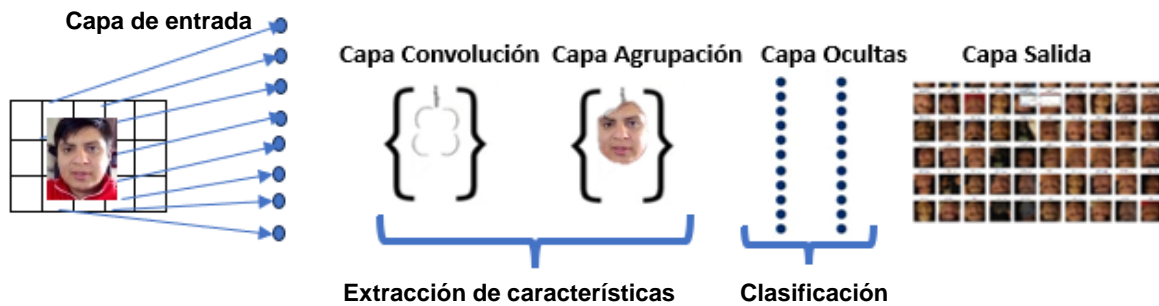 Capa de entrada
Capa Convolución Capa Agrupación Capa Ocultas Capa Salida
Extracción de características Clasificación